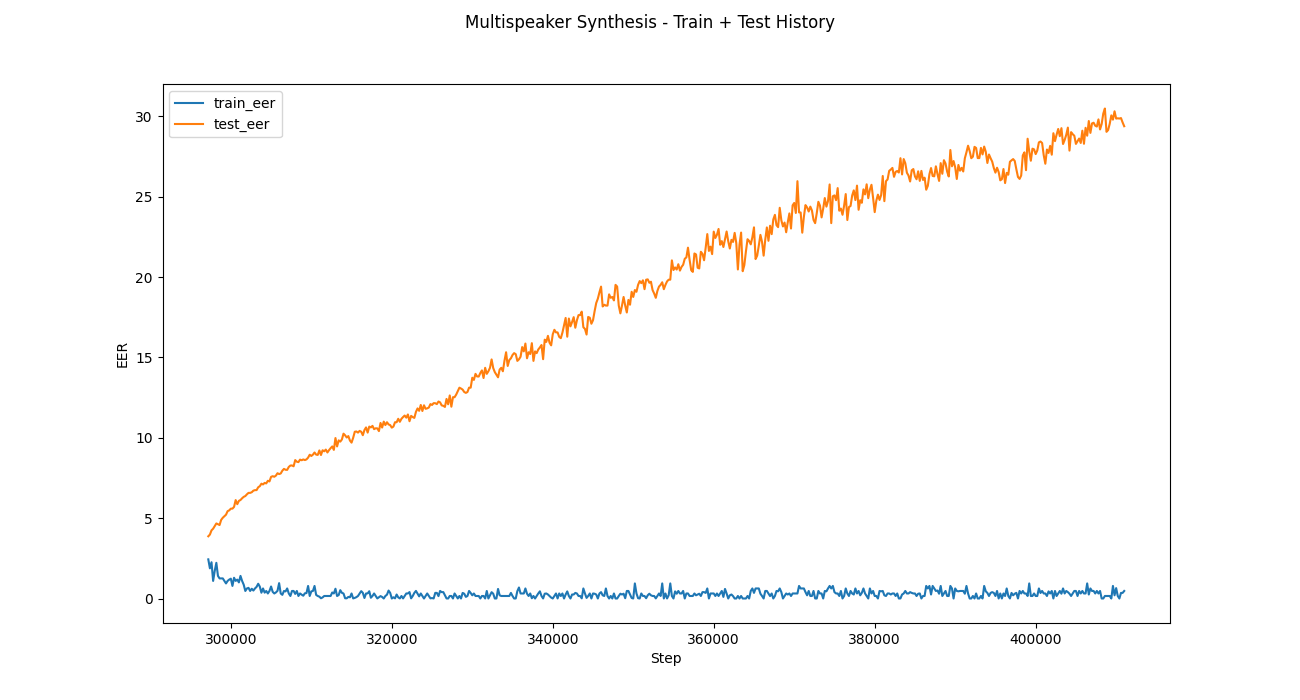 Multispeaker Synthesis - Train + Test History
train_eer
test_eer
30
25
20
15
10
5
0
EER
300000 320000 340000 360000 380000 400000
Step